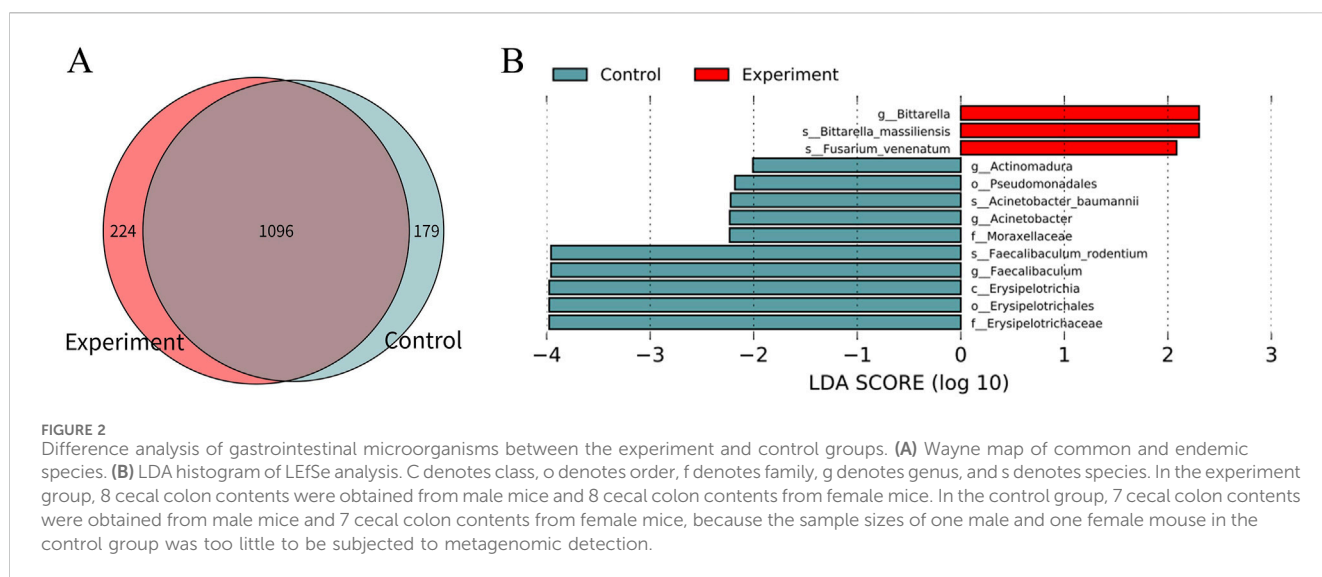 A
224
1096
179
Experiment
Control
B
Control
Experiment
g__Bittarella
s__Bittarella_massiliensis
s__Fusarium_venenatum
g__Actinomadura
o__Pseudomonadales
s__Acinetobacter_baumannii
g__Acinetobacter
f__Moraxellaceae
s__Faecalibaculum_rodentium
g__Faecalibaculum
c__Erysipelotrichia
o__Erysipelotrichales
f__Erysipelotrichaceae
−4 −3 −2 −1 0 1 2 3
LDA SCORE (log 10)
FIGURE 2
Difference analysis of gastrointestinal microorganisms between the experiment and control groups. (A) Wayne map of common and endemic
species. (B) LDA histogram of LEfSe analysis. C denotes class, o denotes order, f denotes family, g denotes genus, and s denotes species. In the experiment
group, 8 cecal colon contents were obtained from male mice and 8 cecal colon contents from female mice. In the control group, 7 cecal colon contents
were obtained from male mice and 7 cecal colon contents from female mice, because the sample sizes of one male and one female mouse in the
control group was too little to be subjected to metagenomic detection.